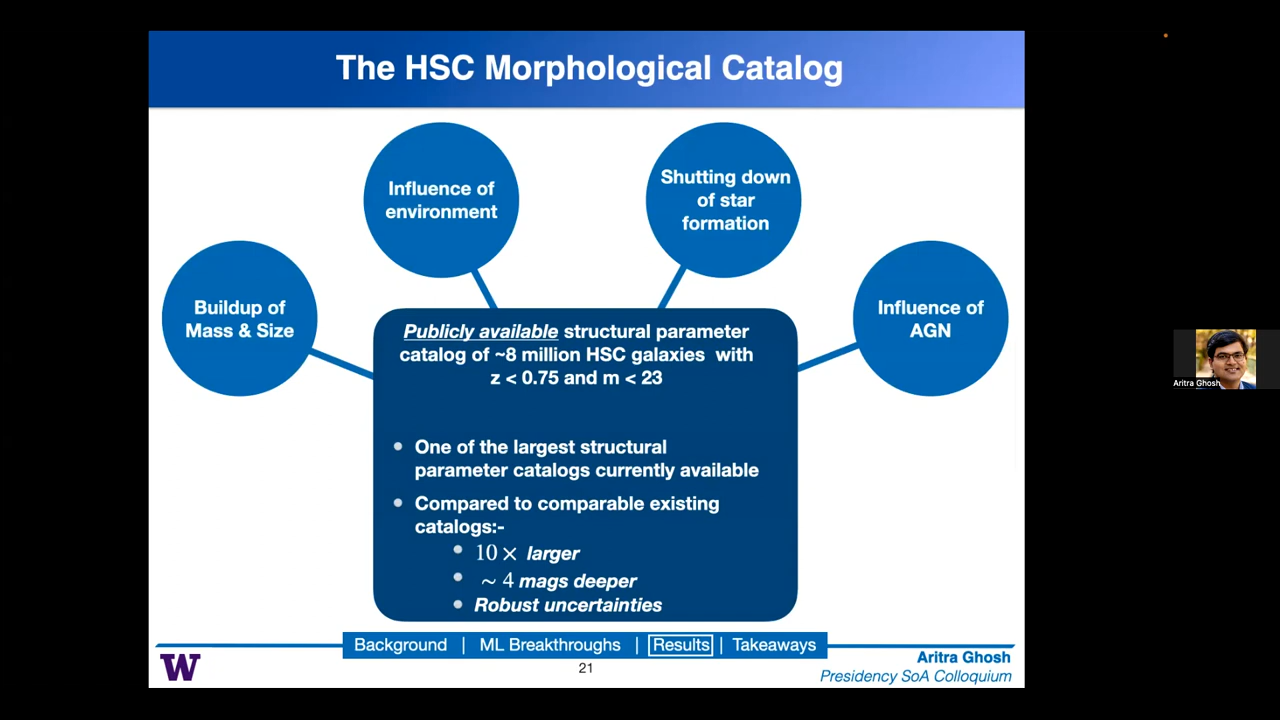 The HSC Morphological Catalog
Influence of
environment
Shutting down
of star
formation
Buildup of
Mass & Size
Influence of
AGN
Publicly available structural parameter
catalog of ~8 million HSC galaxies with
z < 0.75 and m < 23
• One of the largest structural
parameter catalogs currently available
• Compared to comparable existing
catalogs:-
• 10 × larger
• ~ 4 mags deeper
• Robust uncertainties
Background | ML Breakthroughs | Results | Takeaways
W
21
Aritra Ghosh
Presidency SoA Colloquium
Aritra Ghosh